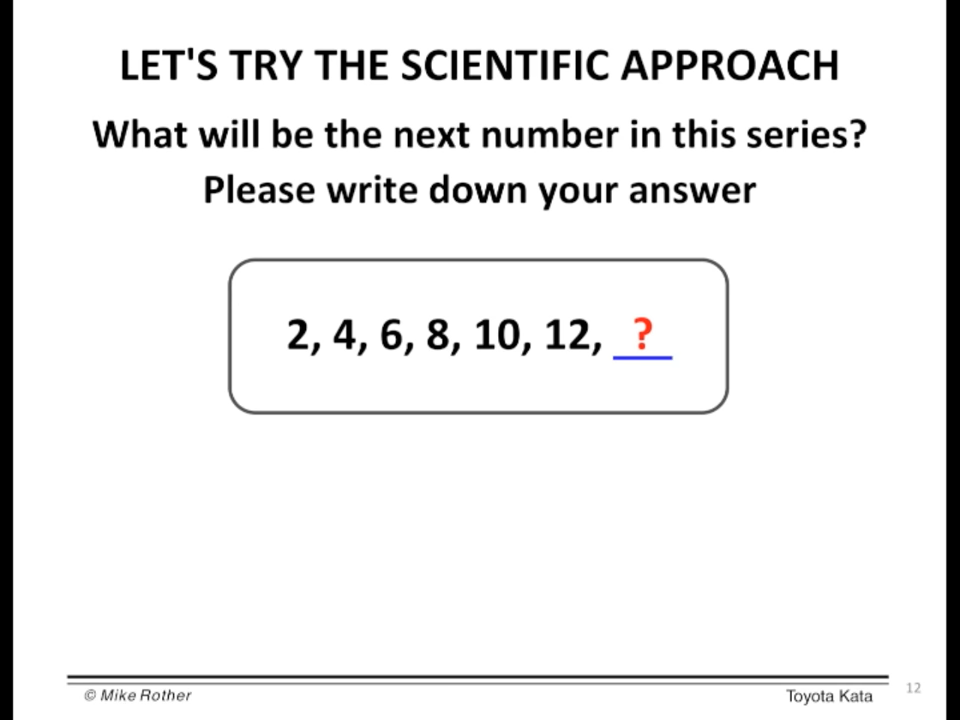 LET'S TRY THE SCIENTIFIC APPROACH
What will be the next number in this series?
Please write down your answer
2, 4, 6, 8, 10, 12, ?
© Mike Rother
Toyota Kata
12